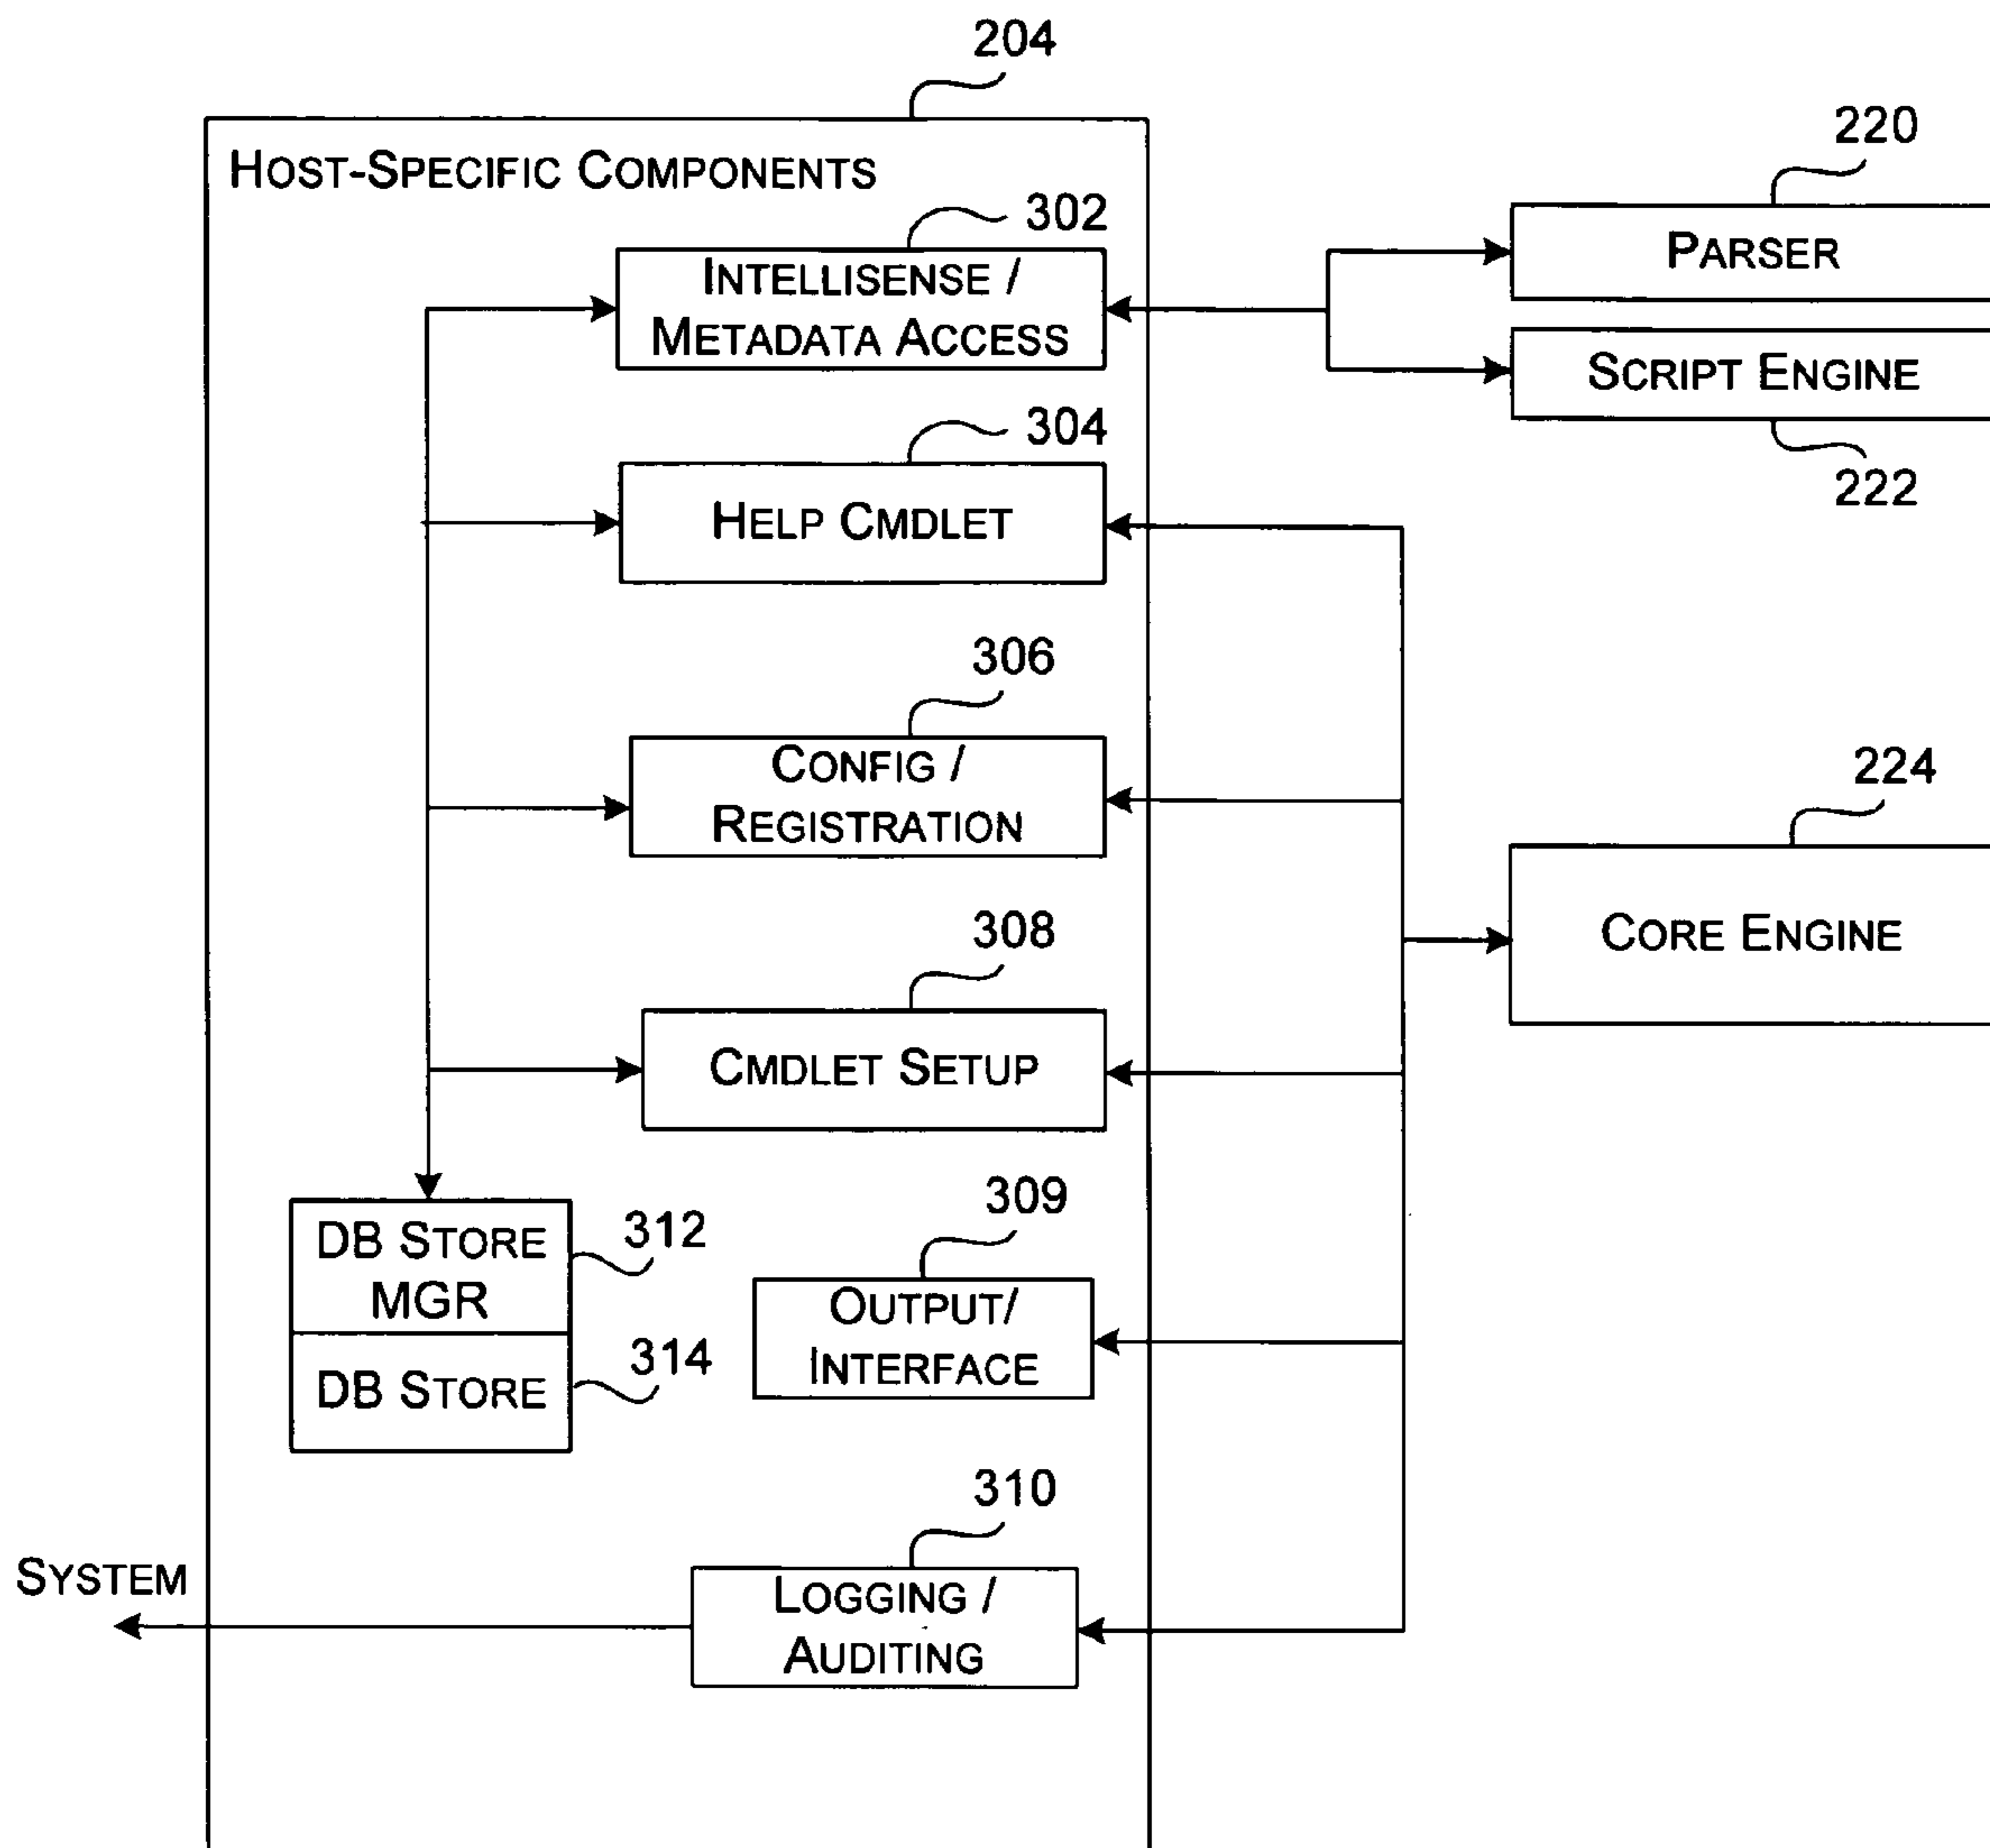 204
HOST-SPECIFIC COMPONENTS
220
PARSER
302
INTELLISENSE /
METADATA ACCESS
SCRIPT ENGINE
222
304
HELP CMDLET
306
CONFIG /
REGISTRATION
224
CORE ENGINE
308
CMDLET SETUP
DB STORE
MGR
312
309
OUTPUT/
INTERFACE
DB STORE
314
310
LOGGING /
AUDITING
SYSTEM